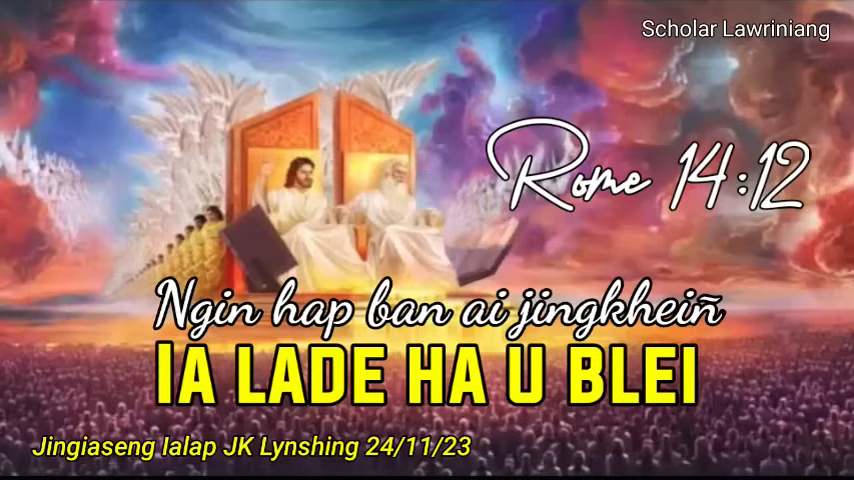 Scholar Lawriniang
Rome 14:12
Ngin hap ban ai jingkheiñ
IA LADE HA U BLEI
Jingiaseng Ialap JK Lynshing 24/11/23